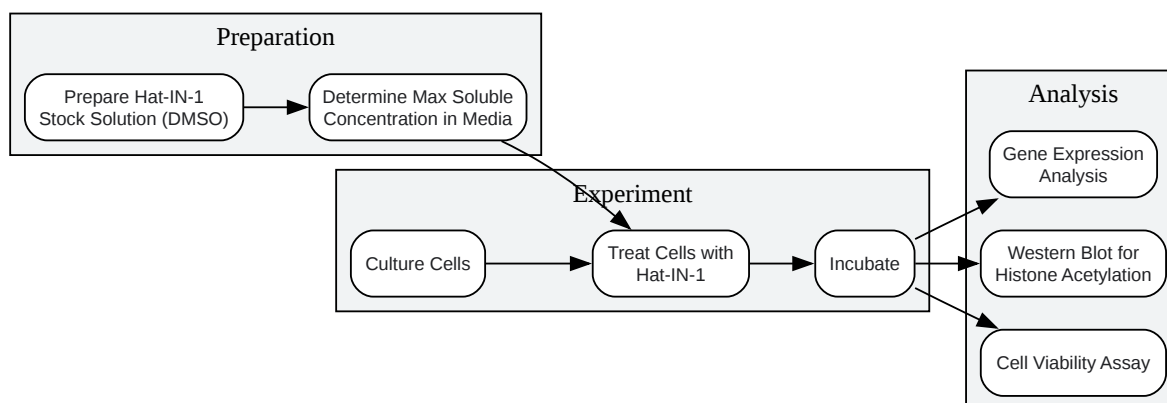 Preparation
Prepare Hat-IN-1
Stock Solution (DMSO)
Determine Max Soluble
Concentration in Media
Experiment
Culture Cells
Treat Cells with
Hat-IN-1
Incubate
Analysis
Gene Expression
Analysis
Western Blot for
Histone Acetylation
Cell Viability Assay